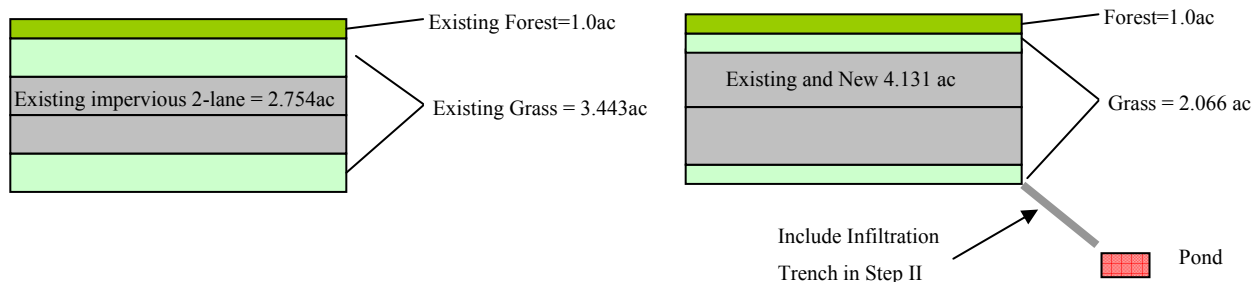 Existing Forest=1.0ac
Existing impervious 2-lane = 2.754ac
Existing Grass = 3.443ac
Forest=1.0ac
Existing and New 4.131 ac
Grass = 2.066 ac
Include Infiltration
Trench in Step II
Pond